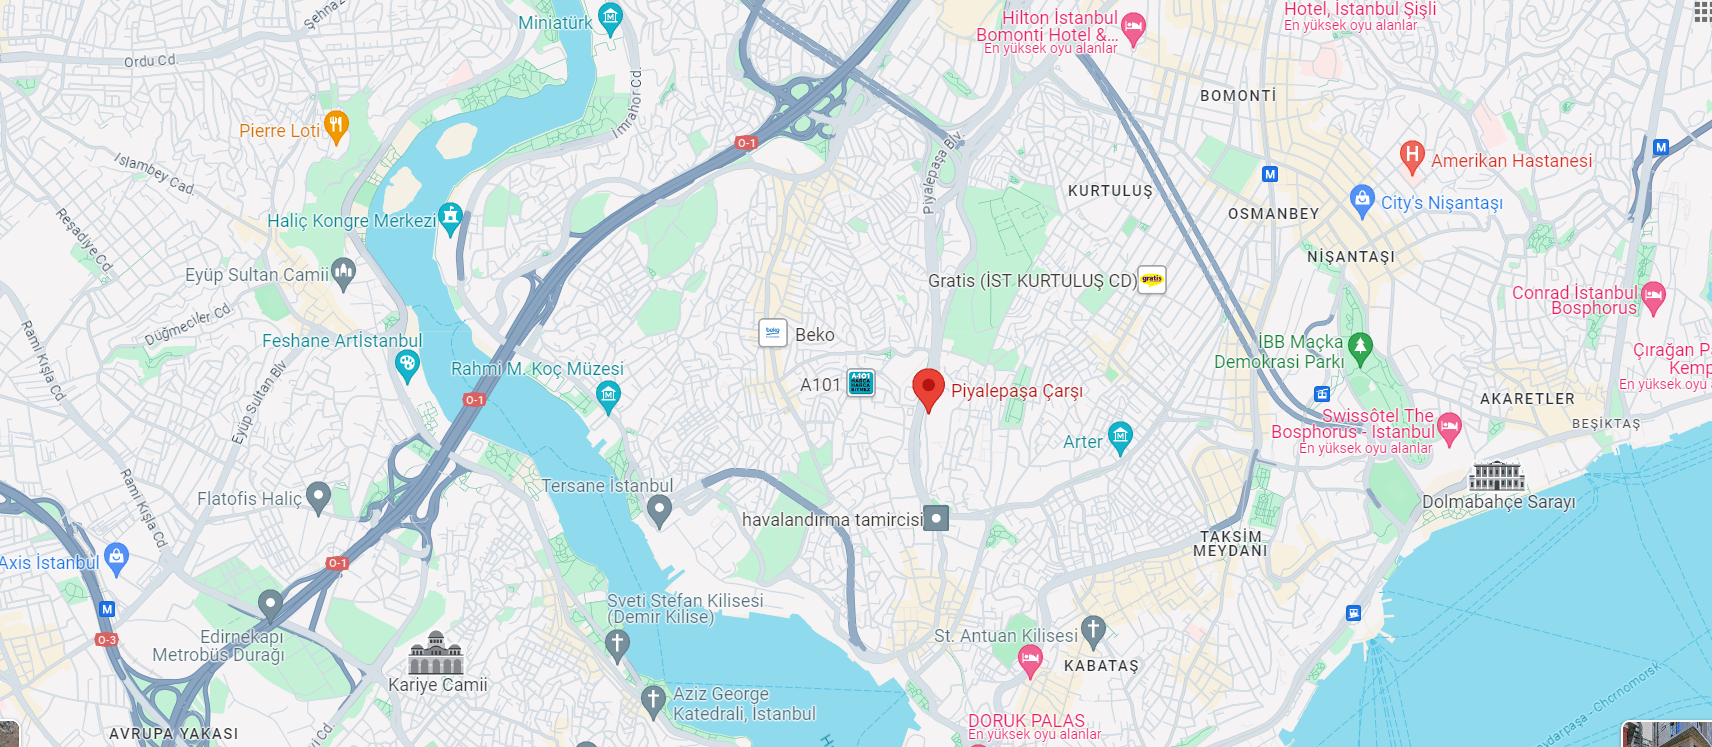 Miniatürk
Ordu Cd.
Hilton İstanbul
Bomonti Hotel &...
En yüksek oyu alanlar
Hotel, İstanbul Şişli
En yüksek oyu alanlar
BOMONTİ
Pierre Loti
İmrahor Cd.
O-1
Piyalepaşa Blv.
M
H
Amerikan Hastanesi
M
İslambey Cad.
KURTULUŞ
City's Nişantaşı
Haliç Kongre Merkezi
OSMANBEY
Reşadiye Cd.
NİŞANTAŞI
Eyüp Sultan Camii
Gratis (İST KURTULUŞ CD)
gratis
Conrad İstanbul
Bosphorus
Düğmeciler Cd.
Rami Kışla Cd
Feshane Artİstanbul
beko
Beko
İBB Maçka
Demokrasi Parkı
Rahmi M. Koç Müzesi
A101
A-101
Piyalepaşa Çarşı
Çırağan P
Kemp
En yüksek oyu a
O-1
Eyüp Sultan Blv
AKARETLER
BEŞİKTAŞ
Swissôtel The
Bosphorus - Istanbul
En yüksek oyu alanlar
Arter
Rami Kışla Cd
Flatofis Haliç
Tersane İstanbul
Dolmabahçe Sarayı
havalandırma tamircisi
TAKSİM
MEYDANI
Axis İstanbul
O-1
M
Sveti Stefan Kilisesi
(Demir Kilise)
O-3
Edirnekapı
Metrobüs Durağı
St. Antuan Kilisesi
KABATAŞ
Kariye Camii
Aziz George
Katedrali, İstanbul
DORUK PALAS
En yüksek oyu alanlar
AVRUPA YAKASI